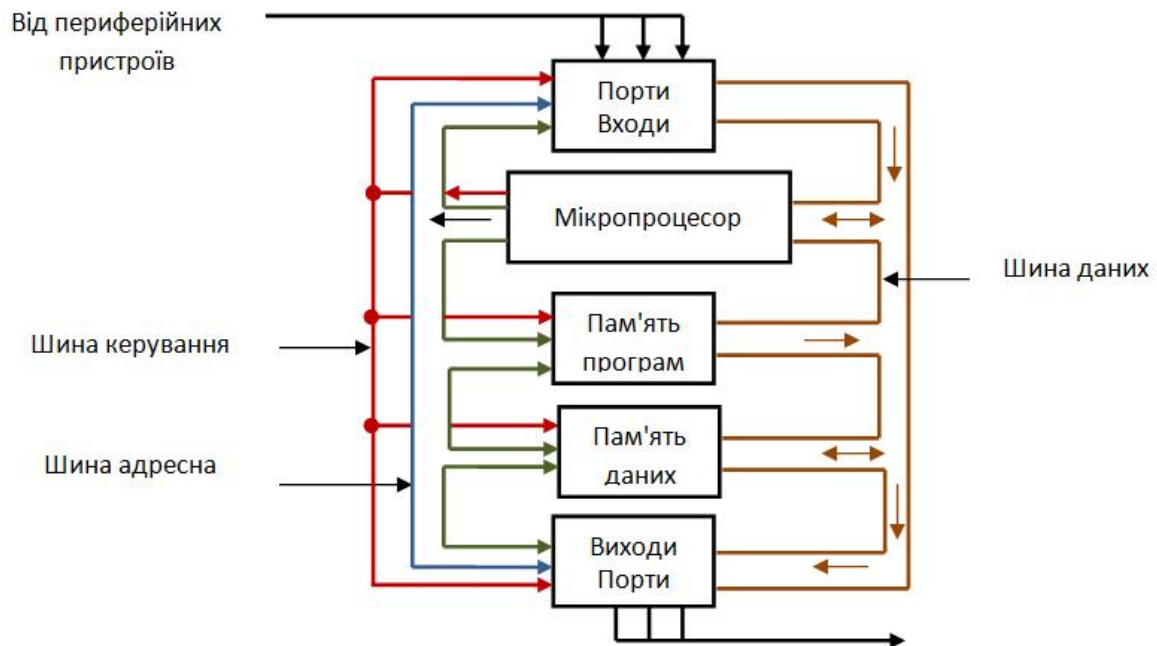 Від периферійних
пристроїв
Порти
Входи
Мікропроцесор
Шина даних
Пам'ять
програм
Шина керування
Пам'ять
даних
Шина адресна
Виходи
Порти